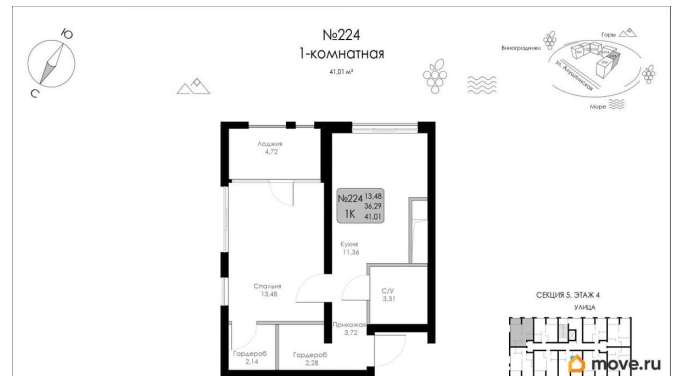 №224
1-комнатная
41,01 м²
Ю
С
Горы
Виноградники
ул. Алуштинская
Море
Лоджия
4,72
№224 13,48
36,29
1К 41,01
Кухня
11,36
Спальня
13,48
С/У
3,31
Прихожая
3,72
Гардероб
2,14
Гардероб
2,28
СЕКЦИЯ 5, ЭТАЖ 4
УЛИЦА
move.ru